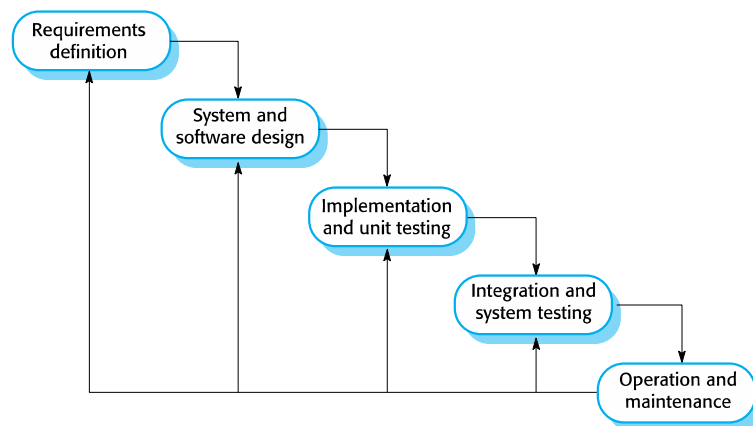 Requirements
definition
System and
software design
Implementation
and unit testing
Integration and
system testing
Operation and
maintenance